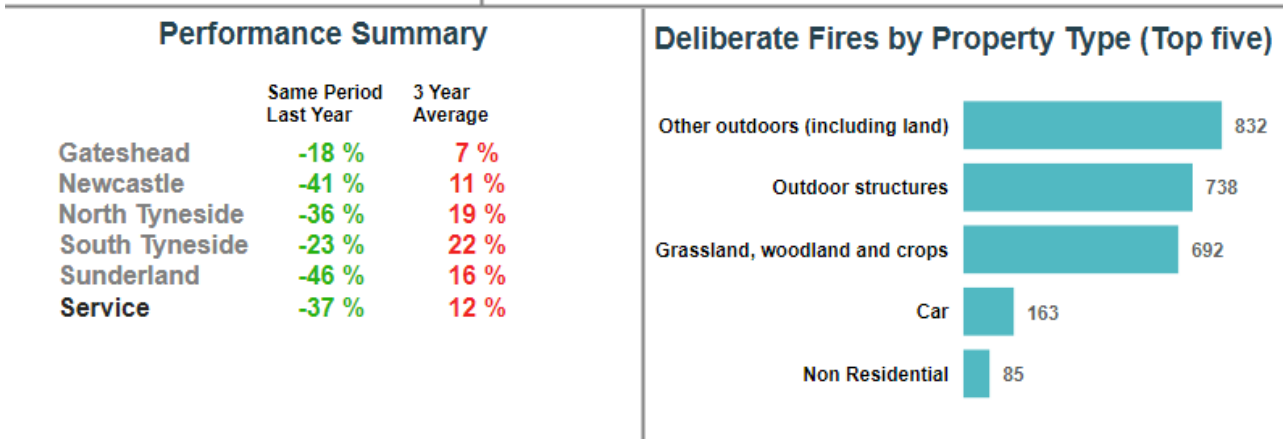 Performance Summary
Same Period
Last Year
3 Year
Average
Gateshead -18 % 7 %
Newcastle -41 % 11 %
North Tyneside -36 % 19 %
South Tyneside -23 % 22 %
Sunderland -46 % 16 %
Service -37 % 12 %
Deliberate Fires by Property Type (Top five)
Other outdoors (including land) 832
Outdoor structures 738
Grassland, woodland and crops 692
Car 163
Non Residential 85